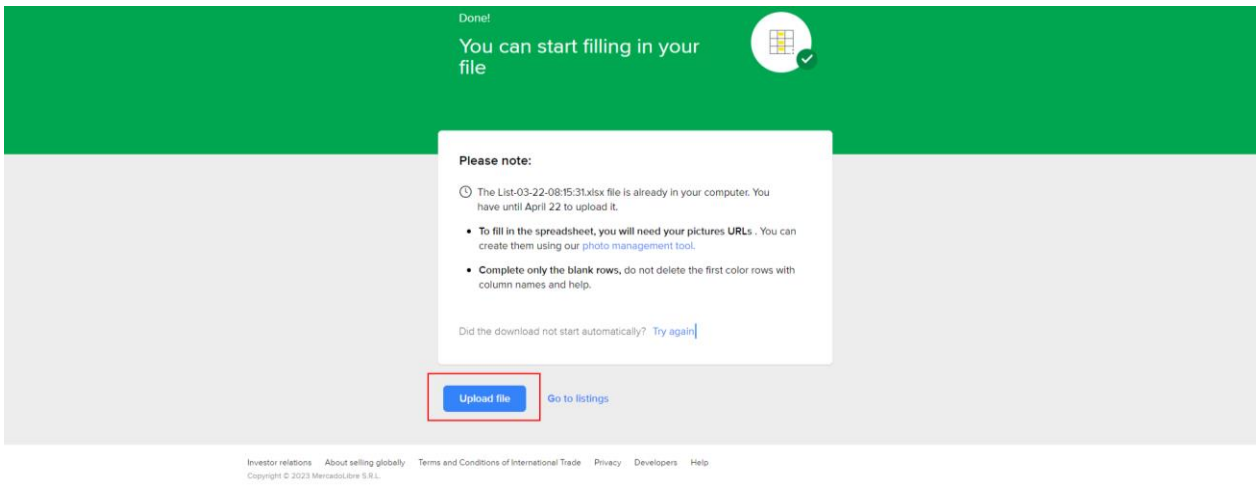 Done!
You can start filling in your
file
Please note:
The List-03-22-08:15:31.xlsx file is already in your computer. You
have until April 22 to upload it.
To fill in the spreadsheet, you will need your pictures URLs . You can
create them using our photo management tool.
Complete only the blank rows, do not delete the first color rows with
column names and help.
Did the download not start automatically? Try again
Upload file Go to listings
Investor relations About selling globally Terms and Conditions of International Trade Privacy Developers Help
Copyright © 2023 MercadoLibre S.R.L.